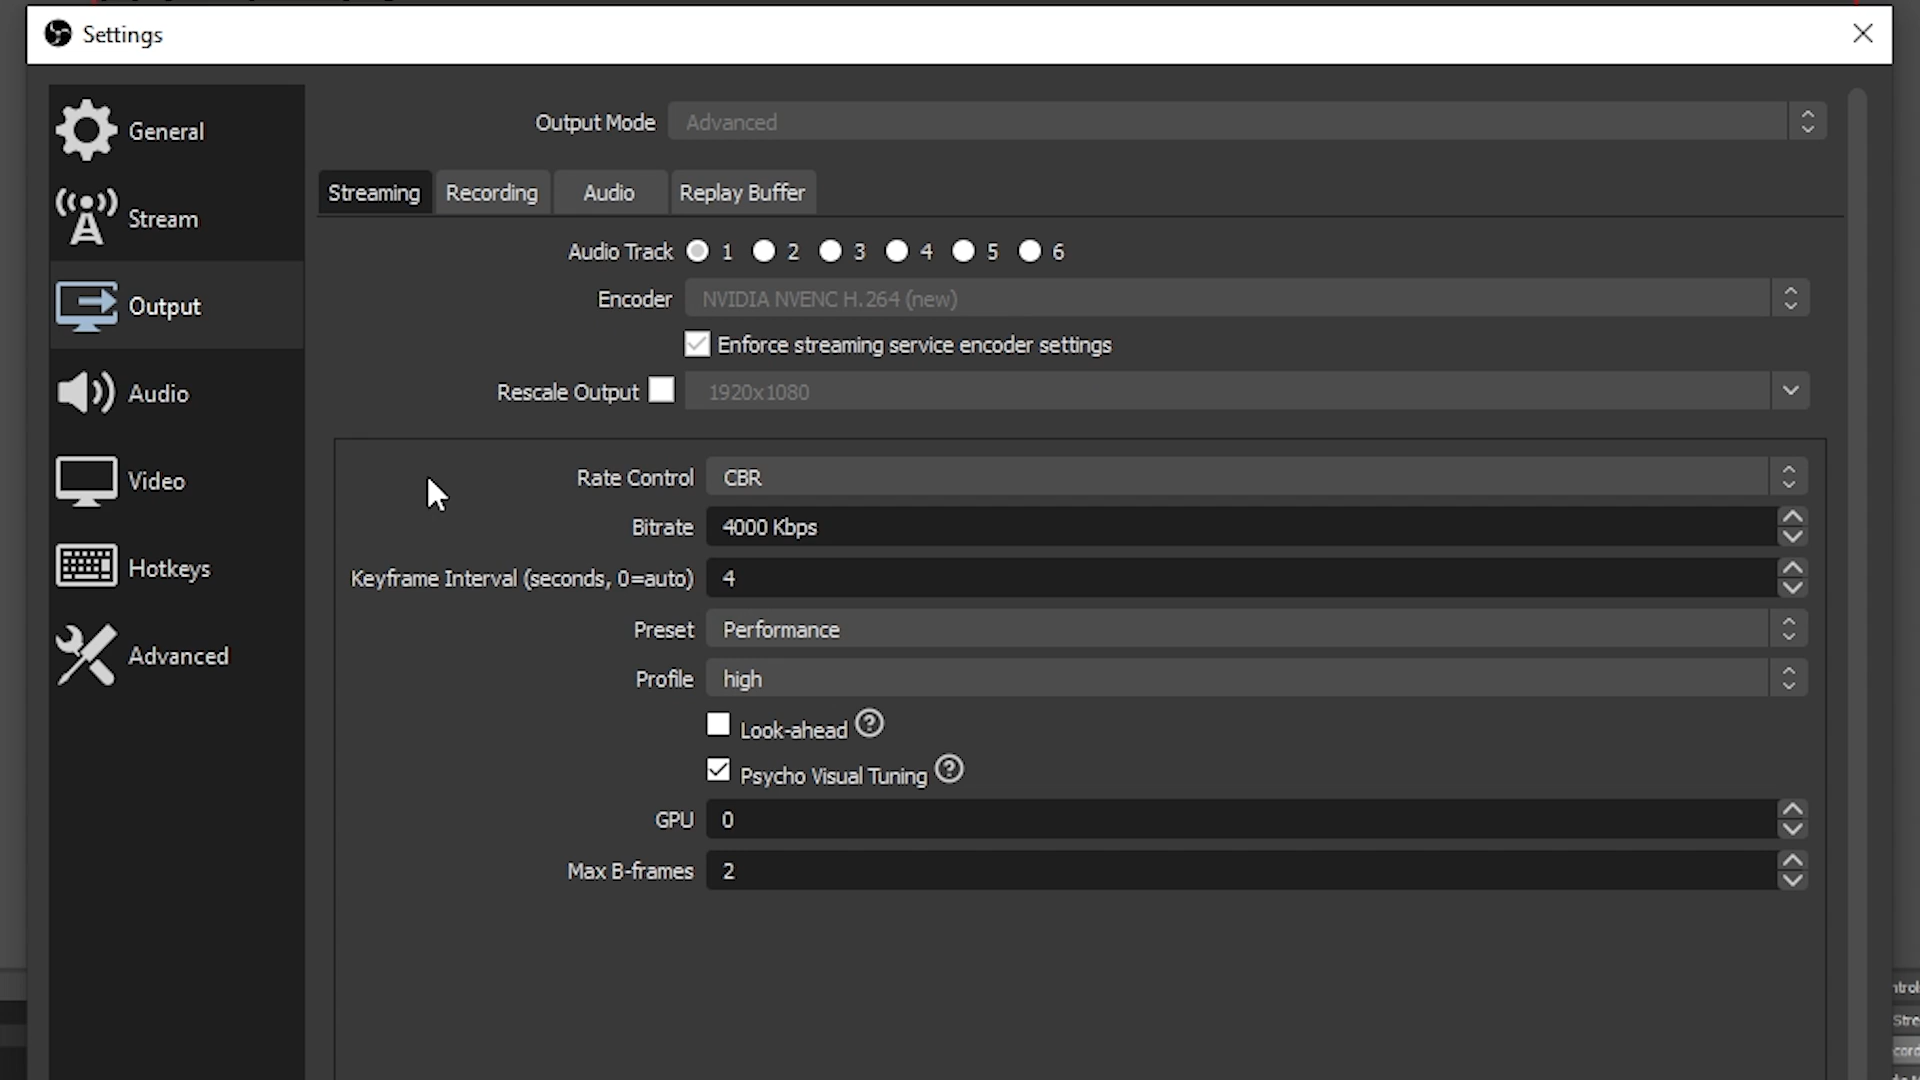 Settings
General
Stream
Output
Audio
Video
Hotkeys
Advanced
Output Mode Advanced
Streaming Recording Audio Replay Buffer
Audio Track 1 2 3 4 5 6
Encoder NVIDIA NVENC H.264 (new)
Enforce streaming service encoder settings
Rescale Output 1920x1080
Rate Control CBR
Bitrate 4000 Kbps
Keyframe Interval (seconds, 0=auto) 4
Preset Performance
Profile high
Look-ahead ?
Psycho Visual Tuning ?
GPU 0
Max B-frames 2